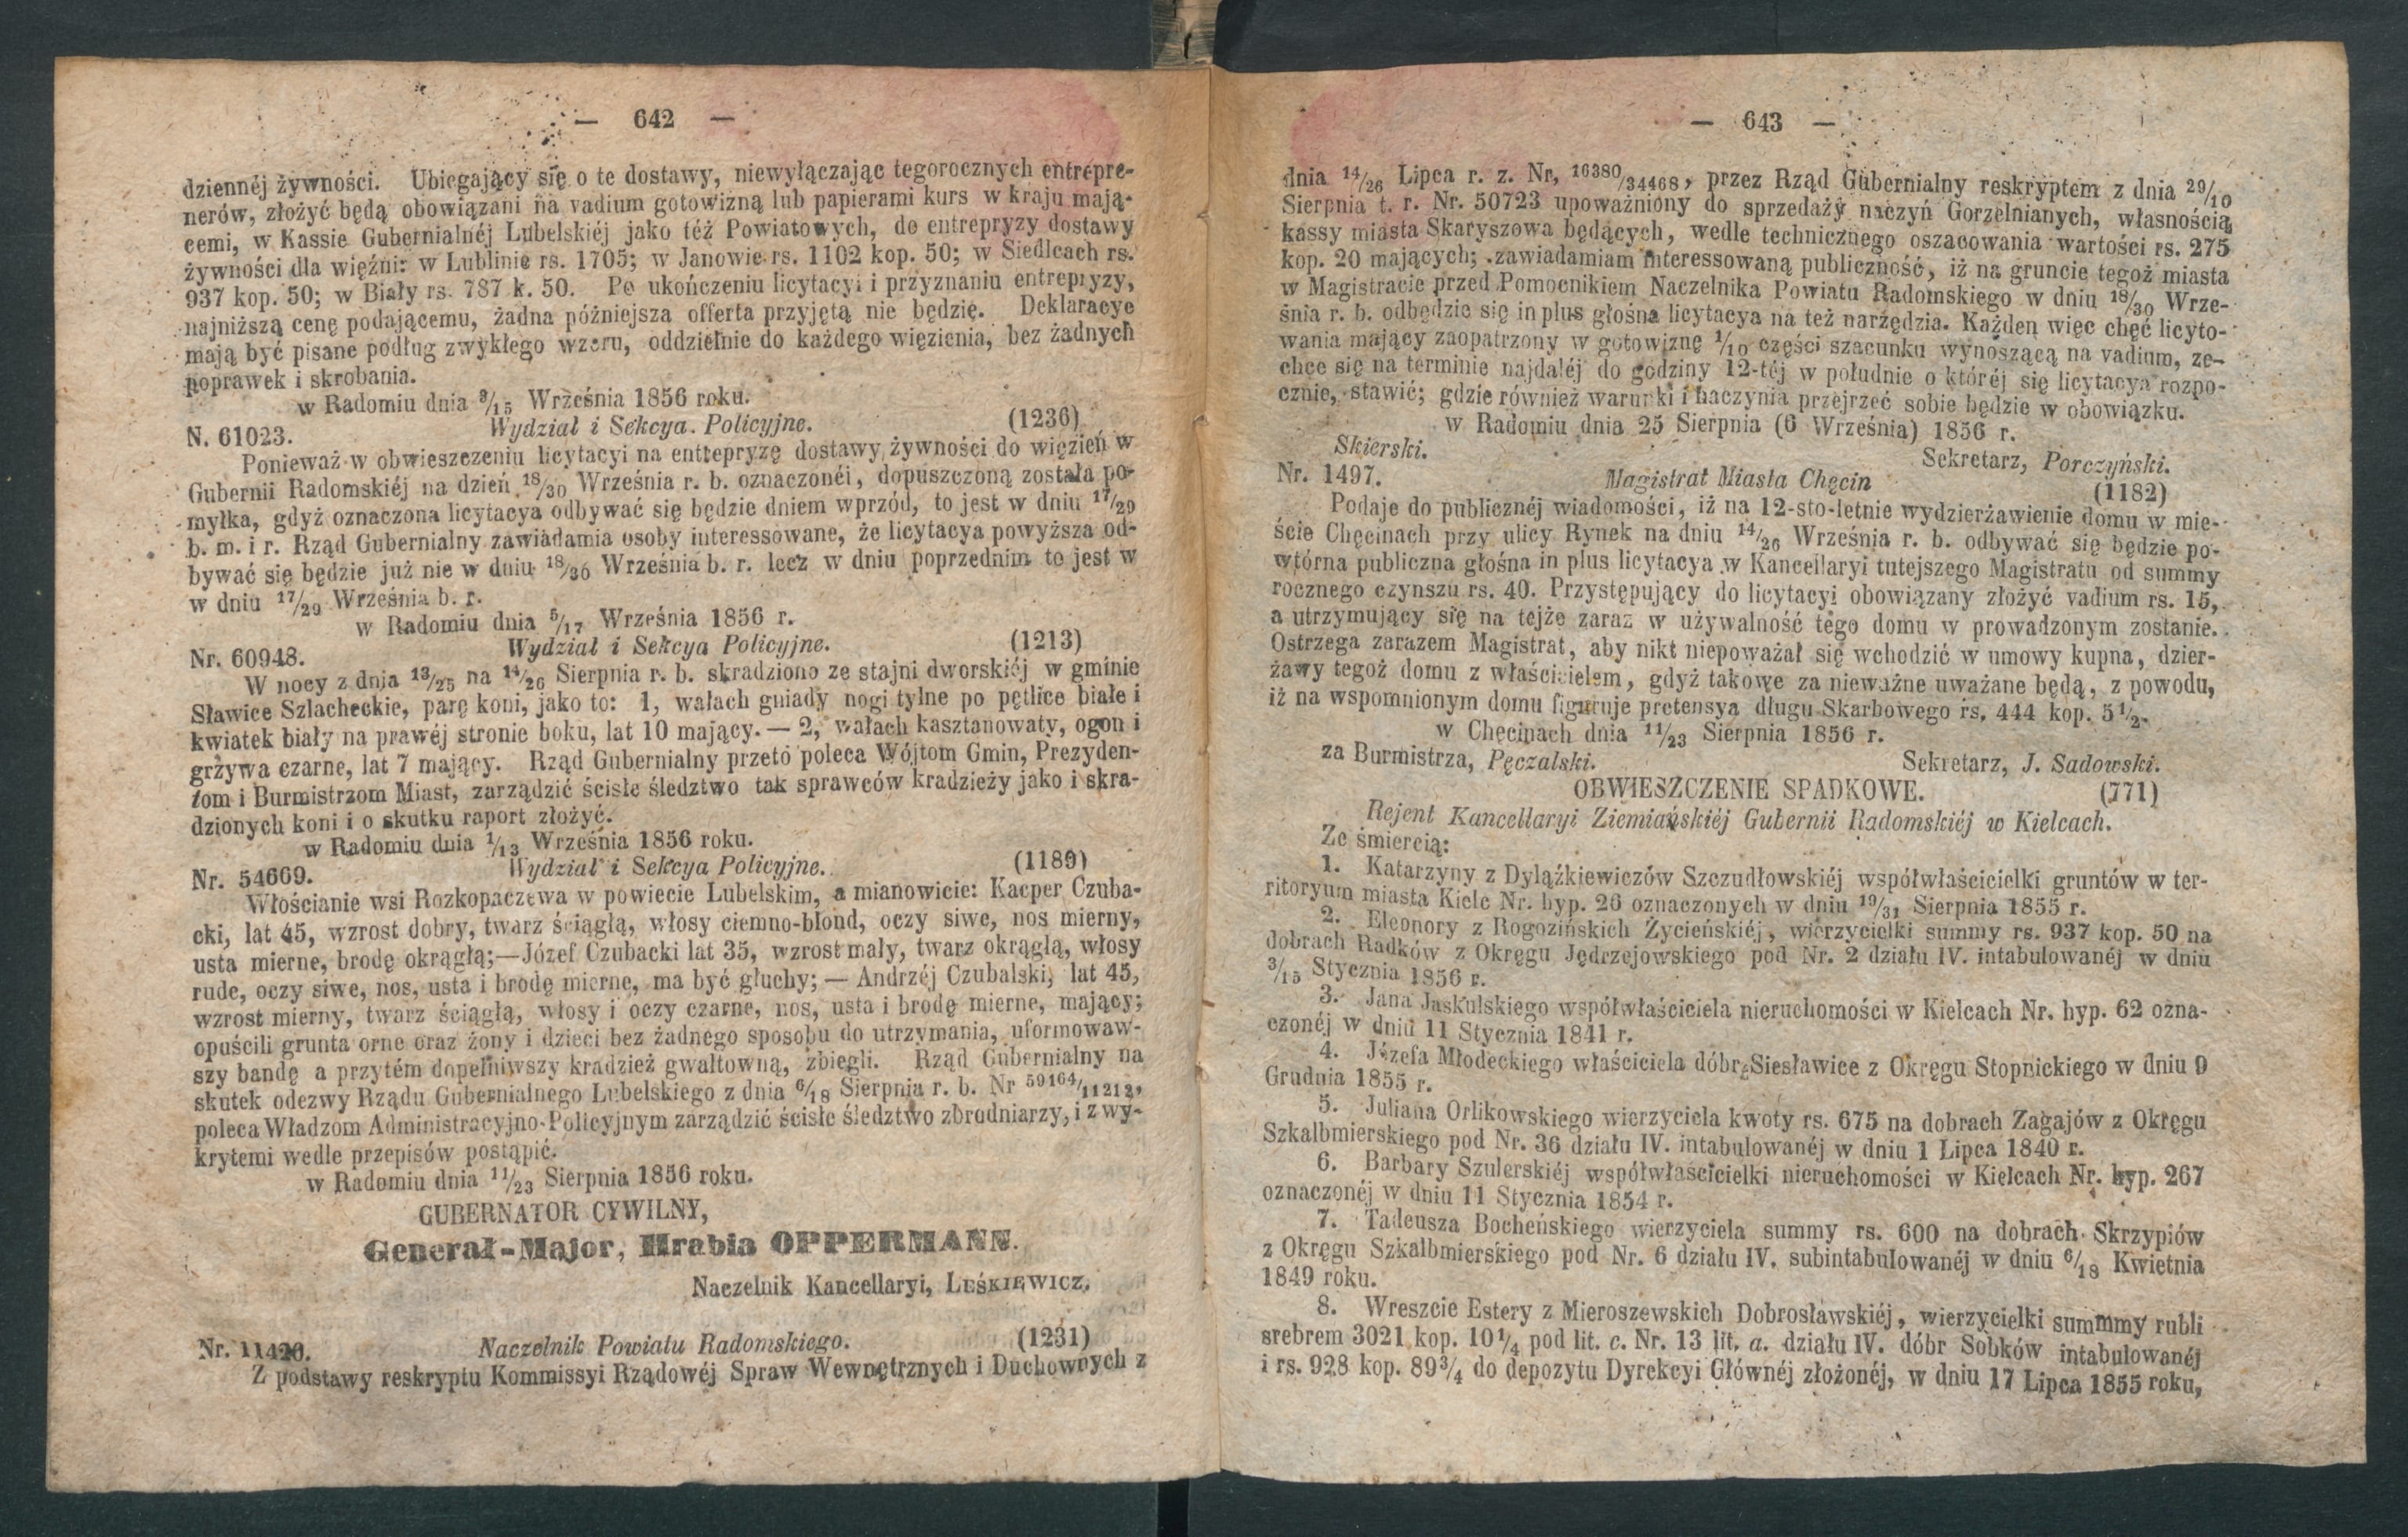 — 642 —
dziennéj żywności. Ubiegający się o te dostawy, niewyłączając tegorocznych entrepre-
nerów, złożyć będą obowiązani na vadium gotowizną lub papierami kurs w kraju mają-
cemi, w Kassie Gubernialnéj Lubelskiéj jako też Powiatowych, do entrepryzy dostawy
żywności dla więźni: w Lublinie rs. 1705; w Janowie rs. 1102 kop. 50; w Siedlcach rs.
937 kop. 50; w Biały rs. 787 k. 50. Po ukończeniu licytacyi i przyznaniu entrepryzy,
najniższą cenę podającemu, żadna późniejsza offerta przyjętą nie będzię. Deklaracye
mają być pisane podług zwykłego wzoru, oddzielnie do każdego więzienia, bez żadnych
poprawek i skrobania.
w Radomiu dnia 3/15 Września 1856 roku.
N. 61023. Wydział i Sekcya Policyjne. (1236)
Ponieważ w obwieszczeniu licytacyi na enttepryzę dostawy żywności do więzień w
Gubernii Radomskiéj na dzień 18/30 Września r. b. oznaczonéi, dopuszczoną została po-
myłka, gdyż oznaczona licytacya odbywać się będzie dniem wprzód, to jest w dniu 17/29
b. m. i r. Rząd Gubernialny zawiadamia osoby interessowane, że licytacya powyższa od-
bywać się będzie już nie w dniu 18/30 Września b. r. lecz w dniu poprzednim to jest w
w dniu 17/29 Września b. r.
w Radomiu dnia 5/17 Września 1856 r.
Nr. 60948. Wydział i Sekcya Policyjne. (1213)
W nocy z dnia 13/25 na 14/26 Sierpnia r. b. skradziono ze stajni dworskiéj w gminie
Sławice Szlacheckie, parę koni, jako to: 1, wałach gniady nogi tylne po pętlice białe i
kwiatek biały na prawéj stronie boku, lat 10 mający. — 2, wałach kasztanowaty, ogon i
grzywa czarne, lat 7 mający. Rząd Gubernialny przeto poleca Wójtom Gmin, Prezyden-
tom i Burmistrzom Miast, zarządzić ścisłe śledztwo tak sprawców kradzieży jako i skra-
dzionych koni i o skutku raport złożyć.
w Radomiu dnia 1/13 Września 1856 roku.
Nr. 54669. Wydział i Sekcya Policyjne. (1189)
Włościanie wsi Rozkopaczewa w powiecie Lubelskim, a mianowicie: Kacper Czuba-
cki, lat 45, wzrost dobry, twarz ściągłą, włosy ciemno-blond, oczy siwe, nos mierny,
usta mierne, brodę okrągłą;—Józef Czubacki lat 35, wzrost mały, twarz okrągłą, włosy
rude, oczy siwe, nos, usta i brodę mierne, ma być głuchy; — Andrzéj Czubalski, lat 45,
wzrost mierny, twarz ściągłą, włosy i oczy czarne, nos, usta i brodę mierne, mający;
opuścili grunta orne oraz żony i dzieci bez żadnego sposobu do utrzymania, uformowaw-
szy bandę a przytém dopełniwszy kradzież gwałtowną, zbiegli. Rząd Gubernialny na
skutek odezwy Rządu Gubernialnego Lubelskiego z dnia 6/18 Sierpnia r. b. Nr 59164/11212,
poleca Władzom Administracyjno-Policyjnym zarządzić ścisłe śledztwo zbrodniarzy, i z wy-
krytemi wedle przepisów postąpić.
w Radomiu dnia 11/23 Sierpnia 1856 roku.
GUBERNATOR CYWILNY,
Generał-Major, Hrabia OPPERMANN.
Naczelnik Kancellaryi, LEŚKIEWICZ.
Nr. 11420. Naczelnik Powiatu Radomskiego. (1231)
Z podstawy reskryptu Kommissyi Rządowéj Spraw Wewnętrznych i Duchownych z
— 643 —
dnia 14/26 Lipca r. z. Nr, 16380/34468, przez Rząd Gubernialny reskryptem z dnia 29/10
Sierpnia t. r. Nr. 50723 upoważniony do sprzedaży naczyń Gorzelnianych, własnością
kassy miasta Skaryszowa będących, wedle technicznego oszacowania wartości rs. 275
kop. 20 mających; zawiadamiam interessowaną publiczność, iż na gruncie tegoż miasta
w Magistracie przed Pomocnikiem Naczelnika Powiatu Radomskiego w dniu 18/30 Wrze-
śnia r. b. odbędzie się in plus głośna licytacya na też narzędzia. Każden więc chęć licyto-
wania mający zaopatrzony w gotowiznę 1/10 części szacunku wynoszącą na vadium, ze-
chce się na terminie najdaléj do godziny 12-téj w południe o któréj się licytacya rozpo-
cznie, stawić; gdzie również warunki i naczynia przejrzeć sobie będzie w obowiązku.
w Radomiu dnia 25 Sierpnia (6 Września) 1856 r.
Skierski. Sekretarz, Porczyński.
Nr. 1497. Magistrat Miasta Chęcin (1182)
Podaje do publicznéj wiadomości, iż na 12-sto-letnie wydzierżawienie domu w mie-
ście Chęcinach przy ulicy Rynek na dniu 14/26 Września r. b. odbywać się będzie po-
wtórna publiczna głośna in plus licytacya w Kancellaryi tutejszego Magistratu od summy
rocznego czynszu rs. 40. Przystępujący do licytacyi obowiązany złożyć vadium rs. 15,
a utrzymujący się na tejże zaraz w używalność tego domu w prowadzonym zostanie.
Ostrzega zarazem Magistrat, aby nikt niepoważał się wchodzić w umowy kupna, dzier-
żawy tegoż domu z właścicielem, gdyż takowe za nieważne uważane będą, z powodu,
iż na wspomnionym domu figuruje pretensya długu Skarbowego rs. 444 kop. 5 1/2.
w Chęcinach dnia 11/23 Sierpnia 1856 r.
za Burmistrza, Pęczalski. Sekretarz, J. Sadowski.
OBWIESZCZENIE SPADKOWE. (771)
Rejent Kancellaryi Ziemiańskiéj Gubernii Radomskiéj w Kielcach.
Ze śmiercią:
1. Katarzyny z Dylążkiewiczów Szczudłowskiéj współwłaścicielki gruntów w ter-
ritoryum miasta Kielc Nr. hyp. 26 oznaczonych w dniu 19/31 Sierpnia 1855 r.
2. Eleonory z Rogozińskich Życieńskiéj, wierzycielki summy rs. 937 kop. 50 na
dobrach Radków z Okręgu Jędrzejowskiego pod Nr. 2 działu IV. intabulowanéj w dniu
3/15 Stycznia 1856 r.
3. Jana Jaskulskiego współwłaściciela nieruchomości w Kielcach Nr. hyp. 62 ozna-
czonéj w dniu 11 Stycznia 1841 r.
4. Józefa Młodeckiego właściciela dóbr Siesławice z Okręgu Stopnickiego w dniu 9
Grudnia 1855 r.
5. Juliana Orlikowskiego wierzyciela kwoty rs. 675 na dobrach Zagajów z Okręgu
Szkalbmierskiego pod Nr. 36 działu IV. intabulowanéj w dniu 1 Lipca 1840 r.
6. Barbary Szulerskiéj współwłaścicielki nieruchomości w Kielcach Nr. hyp. 267
oznaczonéj w dniu 11 Stycznia 1854 r.
7. Tadeusza Bocheńskiego wierzyciela summy rs. 600 na dobrach Skrzypiów
z Okręgu Szkalbmierskiego pod Nr. 6 działu IV. subintabulowanéj w dniu 6/18 Kwietnia
1849 roku.
8. Wreszcie Estery z Mieroszewskich Dobrosławskiéj, wierzycielki summmy rubli
srebrem 3021 kop. 10 1/4 pod lit. c. Nr. 13 lit. a. działu IV. dóbr Sobków intabulowanéj
i rs. 928 kop. 89 3/4 do depozytu Dyrekcyi Głównéj złożonéj, w dniu 17 Lipca 1855 roku,